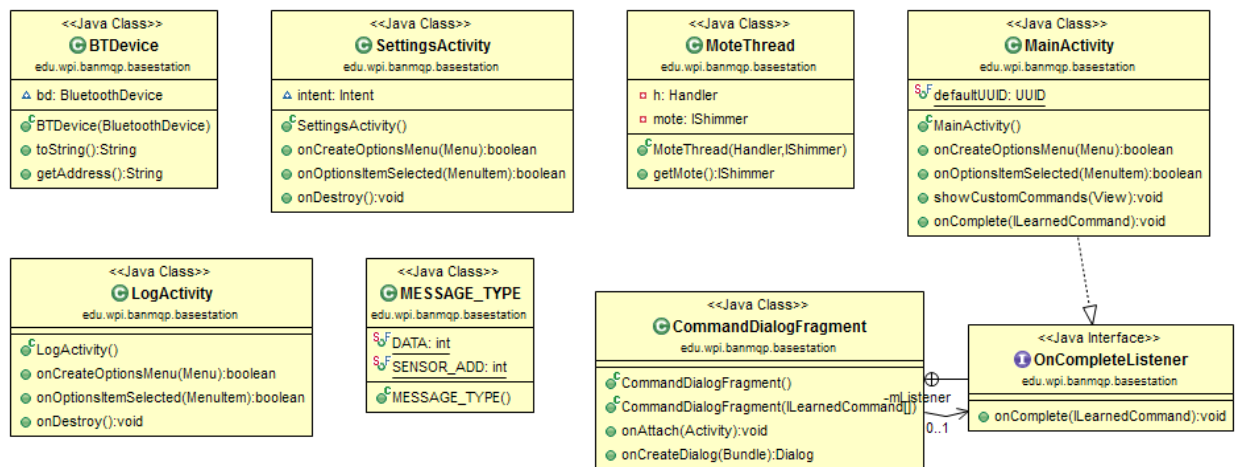 <<Java Class>>
BTDevice
edu.wpi.banmqp.basestation
bd: BluetoothDevice
BTDevice(BluetoothDevice)
toString():String
getAddress():String
<<Java Class>>
SettingsActivity
edu.wpi.banmqp.basestation
intent: Intent
SettingsActivity()
onCreateOptionsMenu(Menu):boolean
onOptionsItemSelected(MenuItem):boolean
onDestroy():void
<<Java Class>>
MoteThread
edu.wpi.banmqp.basestation
h: Handler
mote: IShimmer
MoteThread(Handler,IShimmer)
getMote():IShimmer
<<Java Class>>
MainActivity
edu.wpi.banmqp.basestation
defaultUUID: UUID
MainActivity()
onCreateOptionsMenu(Menu):boolean
onOptionsItemSelected(MenuItem):boolean
showCustomCommands(View):void
onComplete(ILearnedCommand):void
<<Java Class>>
LogActivity
edu.wpi.banmqp.basestation
LogActivity()
onCreateOptionsMenu(Menu):boolean
onOptionsItemSelected(MenuItem):boolean
onDestroy():void
<<Java Class>>
MESSAGE_TYPE
edu.wpi.banmqp.basestation
DATA: int
SENSOR_ADD: int
MESSAGE_TYPE()
<<Java Class>>
CommandDialogFragment
edu.wpi.banmqp.basestation
CommandDialogFragment()
CommandDialogFragment(ILearnedCommand[])
onAttach(Activity):void
onCreateDialog(Bundle):Dialog
-mListener
0..1
<<Java Interface>>
OnCompleteListener
edu.wpi.banmqp.basestation
onComplete(ILearnedCommand):void